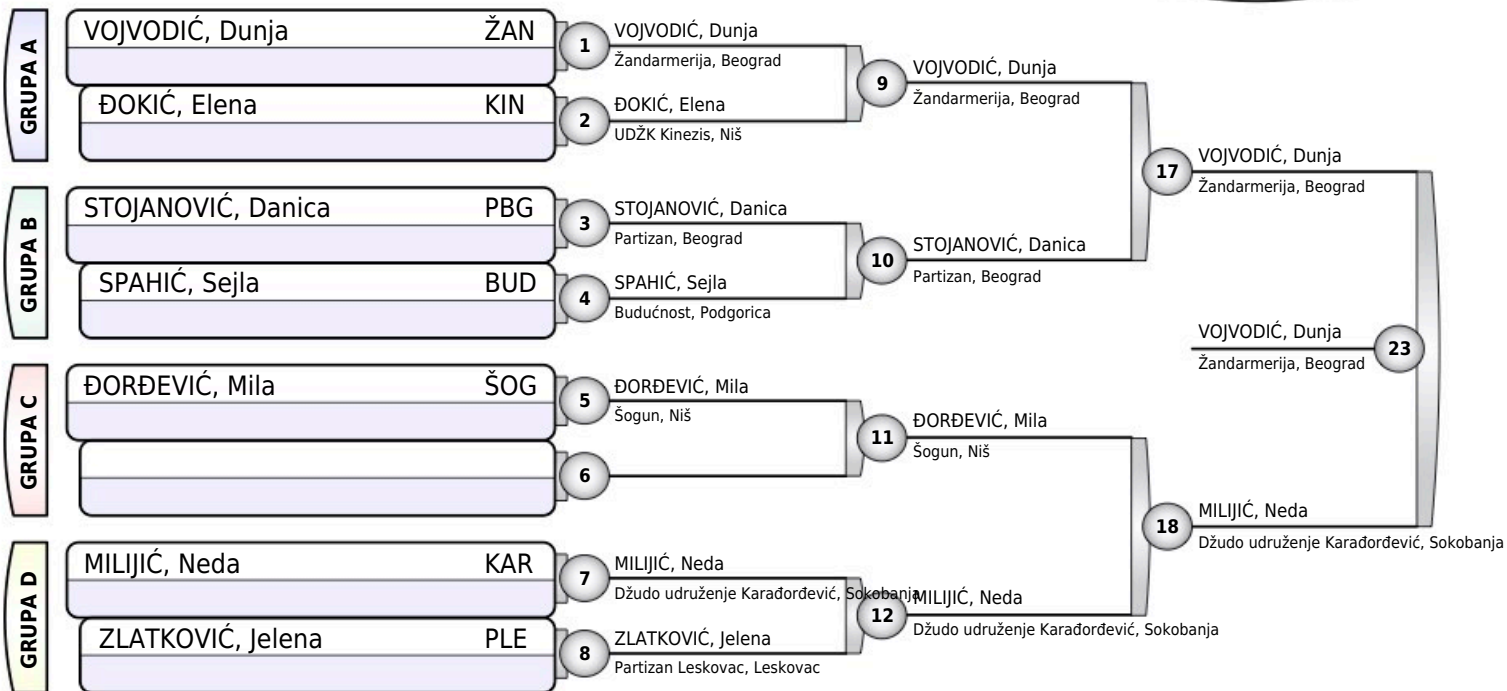 GRUPA A
VOJVODIĆ, Dunja ŽAN
ĐOKIĆ, Elena KIN
1
VOJVODIĆ, Dunja
Žandarmerija, Beograd
2
ĐOKIĆ, Elena
UDŽK Kinezis, Niš
9
VOJVODIĆ, Dunja
Žandarmerija, Beograd
GRUPA B
STOJANOVIĆ, Danica PBG
SPAHIĆ, Sejla BUD
3
STOJANOVIĆ, Danica
Partizan, Beograd
4
SPAHIĆ, Sejla
Budućnost, Podgorica
10
STOJANOVIĆ, Danica
Partizan, Beograd
17
VOJVODIĆ, Dunja
Žandarmerija, Beograd
GRUPA C
ĐORĐEVIĆ, Mila ŠOG
5
ĐORĐEVIĆ, Mila
Šogun, Niš
6
11
ĐORĐEVIĆ, Mila
Šogun, Niš
GRUPA D
MILIJIĆ, Neda KAR
ZLATKOVIĆ, Jelena PLE
7
MILIJIĆ, Neda
Džudo udruženje Karađorđević, Sokobanja
8
ZLATKOVIĆ, Jelena
Partizan Leskovac, Leskovac
12
MILIJIĆ, Neda
Džudo udruženje Karađorđević, Sokobanja
18
MILIJIĆ, Neda
Džudo udruženje Karađorđević, Sokobanja
VOJVODIĆ, Dunja
Žandarmerija, Beograd
23